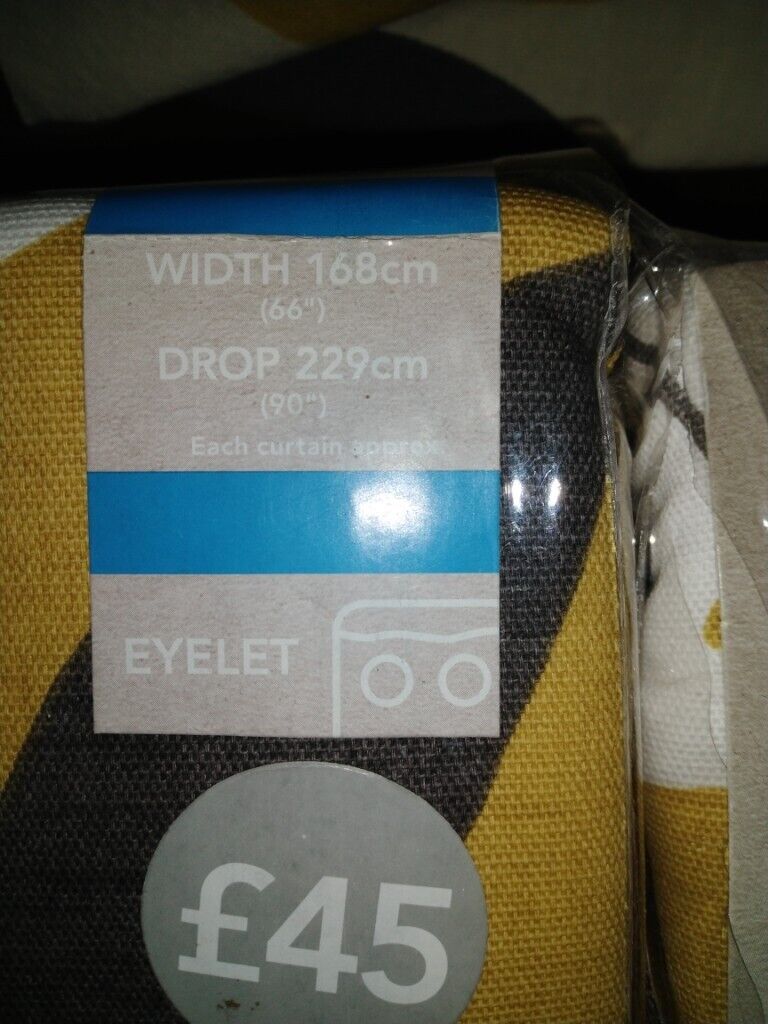 WIDTH 168cm
(66")
DROP 229cm
(90")
Each curtain approx
EYELET
£45